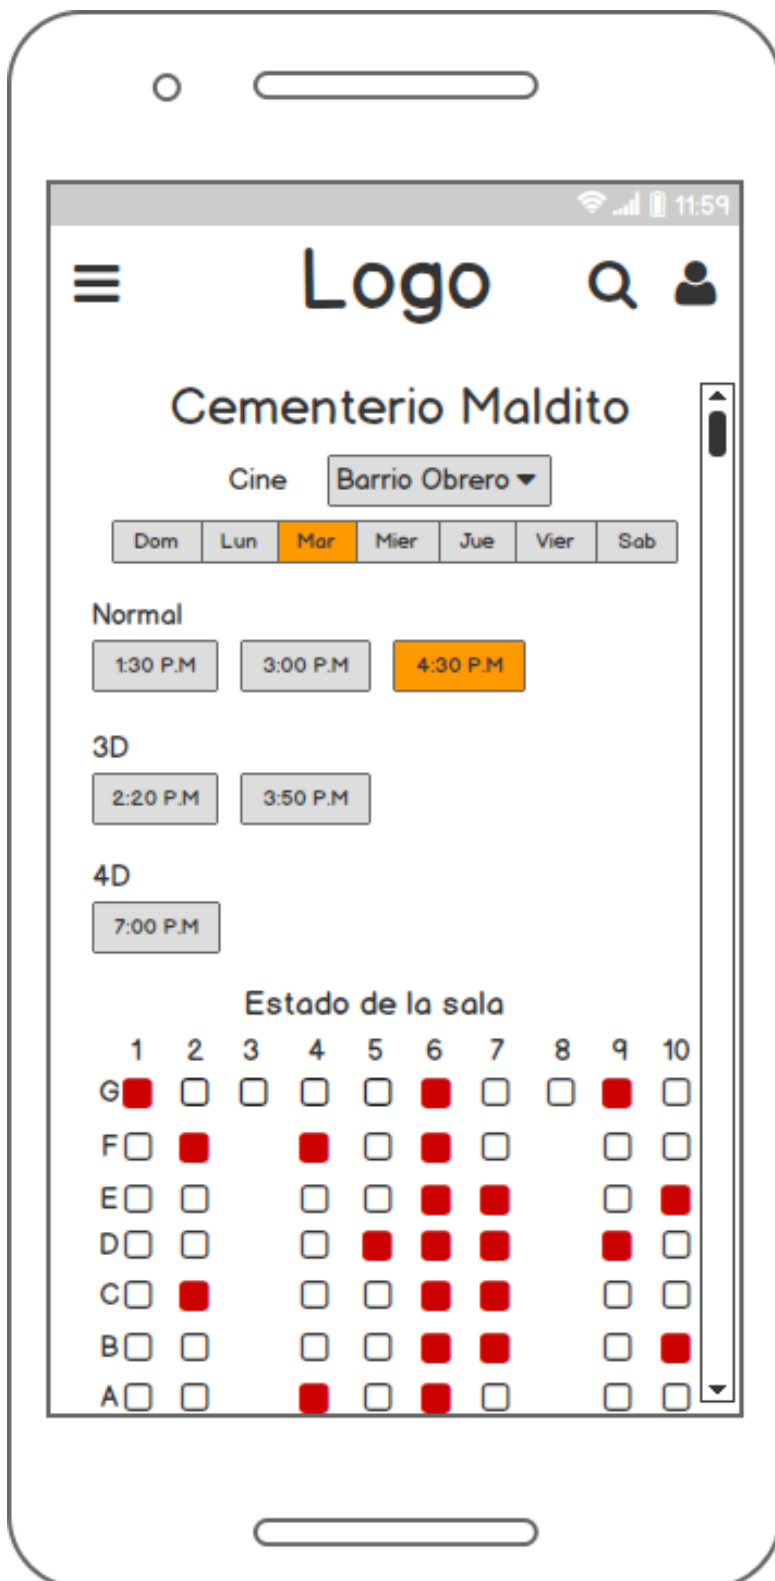 11:59
Logo
Cementerio Maldito
Cine Barrio Obrero
Dom Lun Mar Mier Jue Vier Sab
Normal
1:30 P.M 3:00 P.M 4:30 P.M
3D
2:20 P.M 3:50 P.M
4D
7:00 P.M
Estado de la sala
1 2 3 4 5 6 7 8 9 10
G
F
E
D
C
B
A